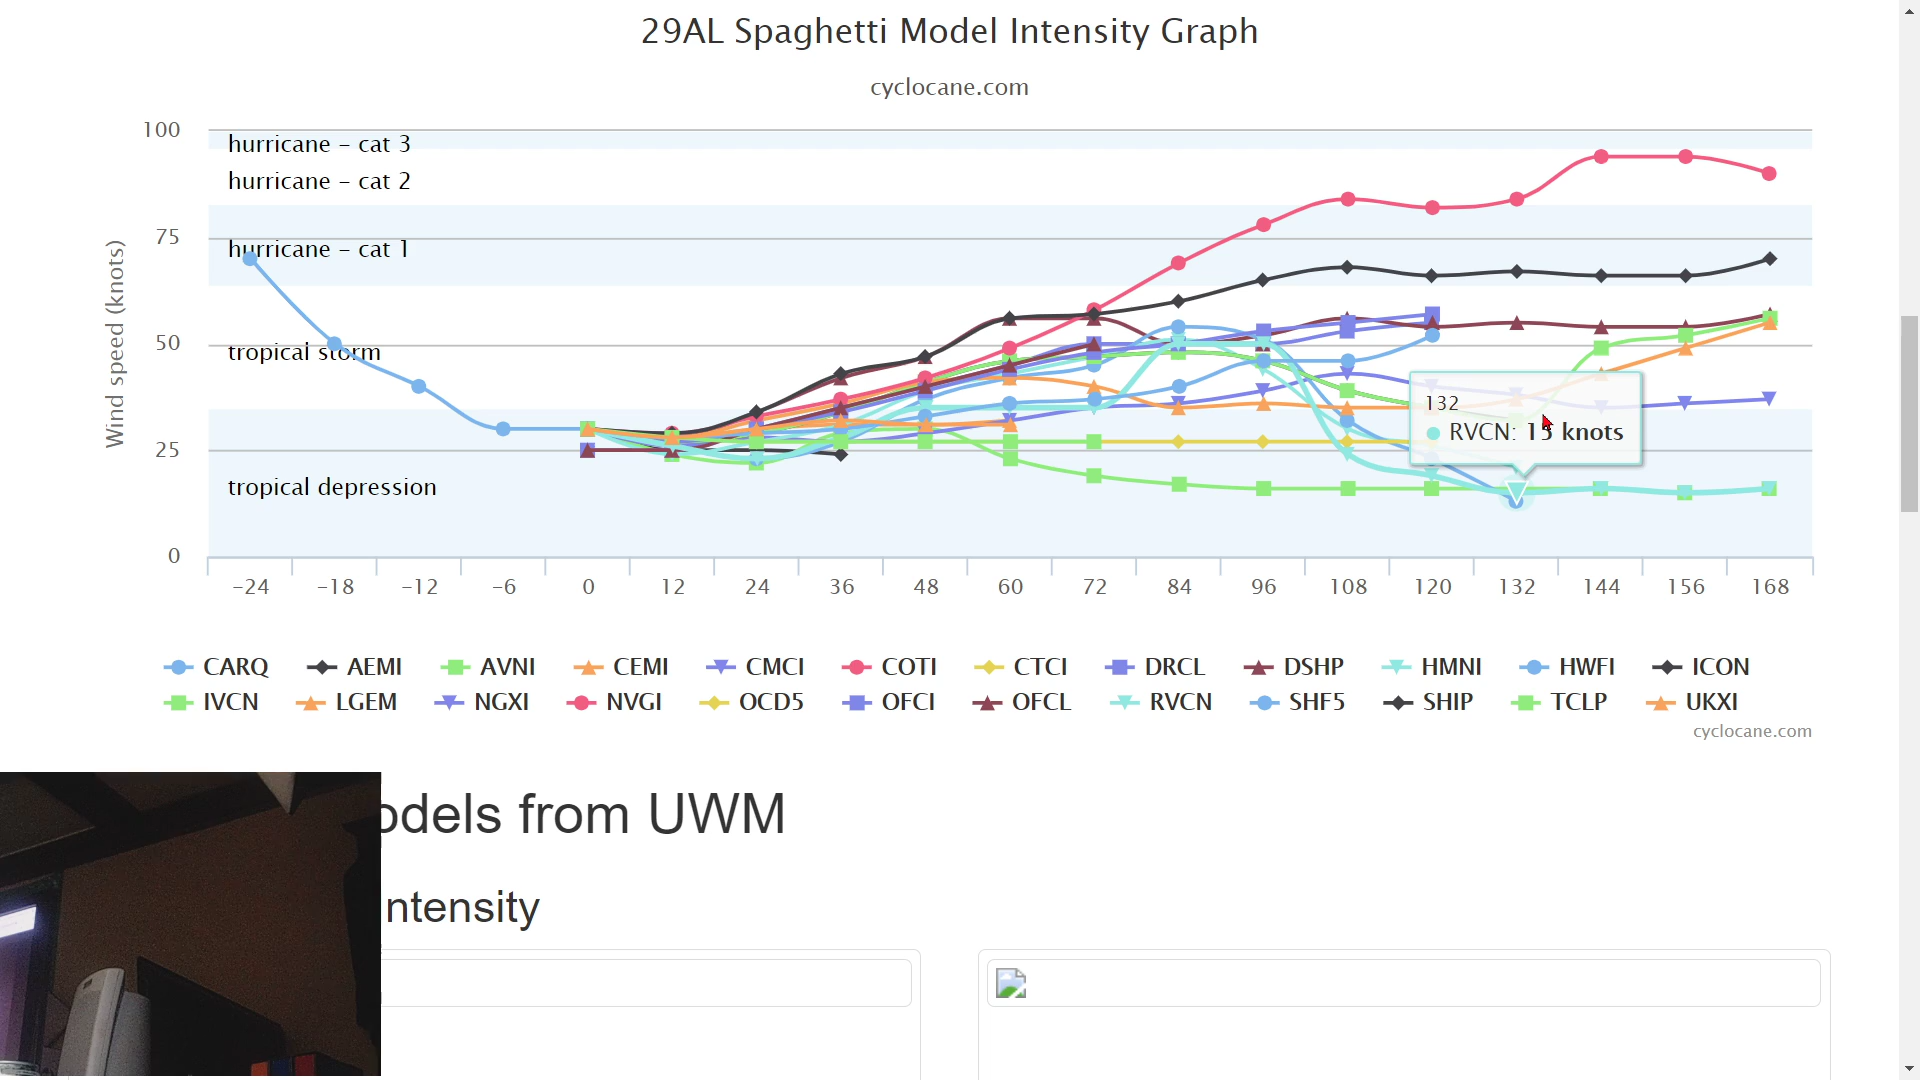 29AL Spaghetti Model Intensity Graph
cyclocane.com
Wind speed (knots)
100
75
50
25
0
hurricane - cat 3
hurricane - cat 2
hurricane - cat 1
tropical storm
tropical depression
132
RVCN: 15 knots
-24 -18 -12 -6 0 12 24 36 48 60 72 84 96 108 120 132 144 156 168
CARQ AEMI AVNI CEMI CMCI COTI CTCI DRCL DSHP HMNI HWFI ICON
IVCN LGEM NGXI NVGI OCD5 OFCI OFCL RVCN SHF5 SHIP TCLP UKXI
cyclocane.com
odels from UWM
ntensity